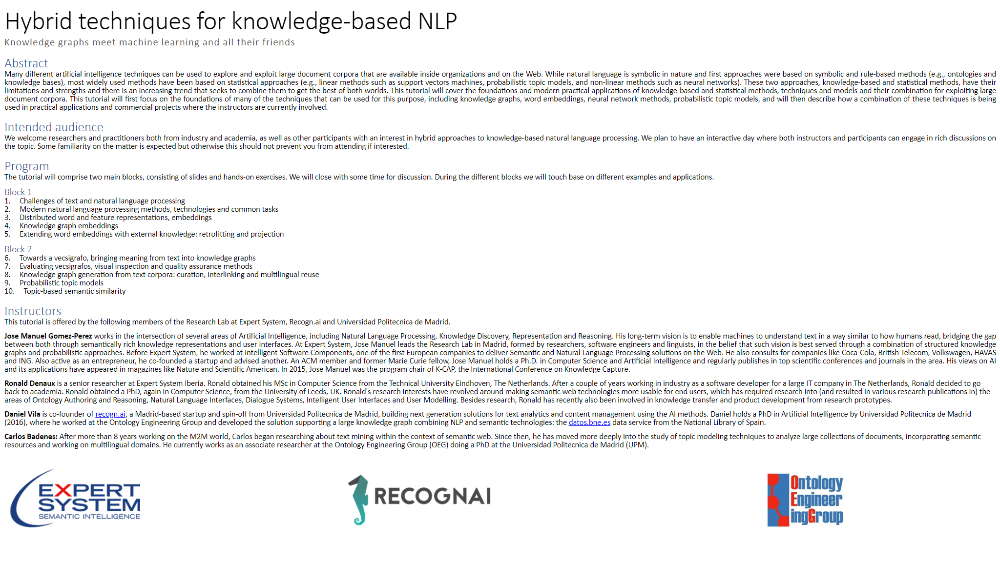 Hybrid techniques for knowledge-based NLP
Knowledge graphs meet machine learning and all their friends
Abstract
Many different artificial intelligence techniques can be used to explore and exploit large document corpora that are available inside organizations and on the Web. While natural language is symbolic in nature and first approaches were based on symbolic and rule-based methods (e.g., ontologies and
knowledge bases), most widely used methods have been based on statistical approaches (e.g., linear methods such as support vectors machines, probabilistic topic models, and non-linear methods such as neural networks). These two approaches, knowledge-based and statistical methods, have their
limitations and strengths and there is an increasing trend that seeks to combine them to get the best of both worlds. This tutorial will cover the foundations and modern practical applications of knowledge-based and statistical methods, techniques and models and their combination for exploiting large
document corpora. This tutorial will first focus on the foundations of many of the techniques that can be used for this purpose, including knowledge graphs, word embeddings, neural network methods, probabilistic topic models, and will then describe how a combination of these techniques is being
used in practical applications and commercial projects where the instructors are currently involved.
Intended audience
We welcome researchers and practitioners both from industry and academia, as well as other participants with an interest in hybrid approaches to knowledge-based natural language processing. We plan to have an interactive day where both instructors and participants can engage in rich discussions on
the topic. Some familiarity on the matter is expected but otherwise this should not prevent you from attending if interested.
Program
The tutorial will comprise two main blocks, consisting of slides and hands-on exercises. We will close with some time for discussion. During the different blocks we will touch base on different examples and applications.
Block 1
1. Challenges of text and natural language processing
2. Modern natural language processing methods, technologies and common tasks
3. Distributed word and feature representations, embeddings
4. Knowledge graph embeddings
5. Extending word embeddings with external knowledge: retrofitting and projection
Block 2
6. Towards a vecsigrafo, bringing meaning from text into knowledge graphs
7. Evaluating vecsigrafos, visual inspection and quality assurance methods
8. Knowledge graph generation from text corpora: curation, interlinking and multilingual reuse
9. Probabilistic topic models
10. Topic-based semantic similarity
Instructors
This tutorial is offered by the following members of the Research Lab at Expert System, Recogn.ai and Universidad Politecnica de Madrid.
Jose Manuel Gomez-Perez works in the intersection of several areas of Artificial Intelligence, including Natural Language Processing, Knowledge Discovery, Representation and Reasoning. His long-term vision is to enable machines to understand text in a way similar to how humans read, bridging the gap
between both through semantically rich knowledge representations and user interfaces. At Expert System, Jose Manuel leads the Research Lab in Madrid, formed by researchers, software engineers and linguists, in the belief that such vision is best served through a combination of structured knowledge
graphs and probabilistic approaches. Before Expert System, he worked at Intelligent Software Components, one of the first European companies to deliver Semantic and Natural Language Processing solutions on the Web. He also consults for companies like Coca-Cola, British Telecom, Volkswagen, HAVAS
and ING. Also active as an entrepreneur, he co-founded a startup and advised another. An ACM member and former Marie Curie fellow, Jose Manuel holds a Ph.D. in Computer Science and Artificial Intelligence and regularly publishes in top scientific conferences and journals in the area. His views on AI
and its applications have appeared in magazines like Nature and Scientific American. In 2015, Jose Manuel was the program chair of K-CAP, the International Conference on Knowledge Capture.
Ronald Denaux is a senior researcher at Expert System Iberia. Ronald obtained his MSc in Computer Science from the Technical University Eindhoven, The Netherlands. After a couple of years working in industry as a software developer for a large IT company in The Netherlands, Ronald decided to go
back to academia. Ronald obtained a PhD, again in Computer Science, from the University of Leeds, UK. Ronald's research interests have revolved around making semantic web technologies more usable for end users, which has required research into (and resulted in various research publications in) the
areas of Ontology Authoring and Reasoning, Natural Language Interfaces, Dialogue Systems, Intelligent User Interfaces and User Modelling. Besides research, Ronald has recently also been involved in knowledge transfer and product development from research prototypes.
Daniel Vila is co-founder of recogn.ai, a Madrid-based startup and spin-off from Universidad Politecnica de Madrid, building next generation solutions for text analytics and content management using the AI methods. Daniel holds a PhD in Artificial Intelligence by Universidad Politecnica de Madrid
(2016), where he worked at the Ontology Engineering Group and developed the solution supporting a large knowledge graph combining NLP and semantic technologies: the datos.bne.es data service from the National Library of Spain.
Carlos Badenes: After more than 8 years working on the M2M world, Carlos began researching about text mining within the context of semantic web. Since then, he has moved more deeply into the study of topic modeling techniques to analyze large collections of documents, incorporating semantic
resources and working on multilingual domains. He currently works as an associate researcher at the Ontology Engineering Group (OEG) doing a PhD at the Universidad Politecnica de Madrid (UPM).
EXPERT
SYSTEM
SEMANTIC INTELLIGENCE
RECOGNAI
Ontology
Engineer
ingGroup